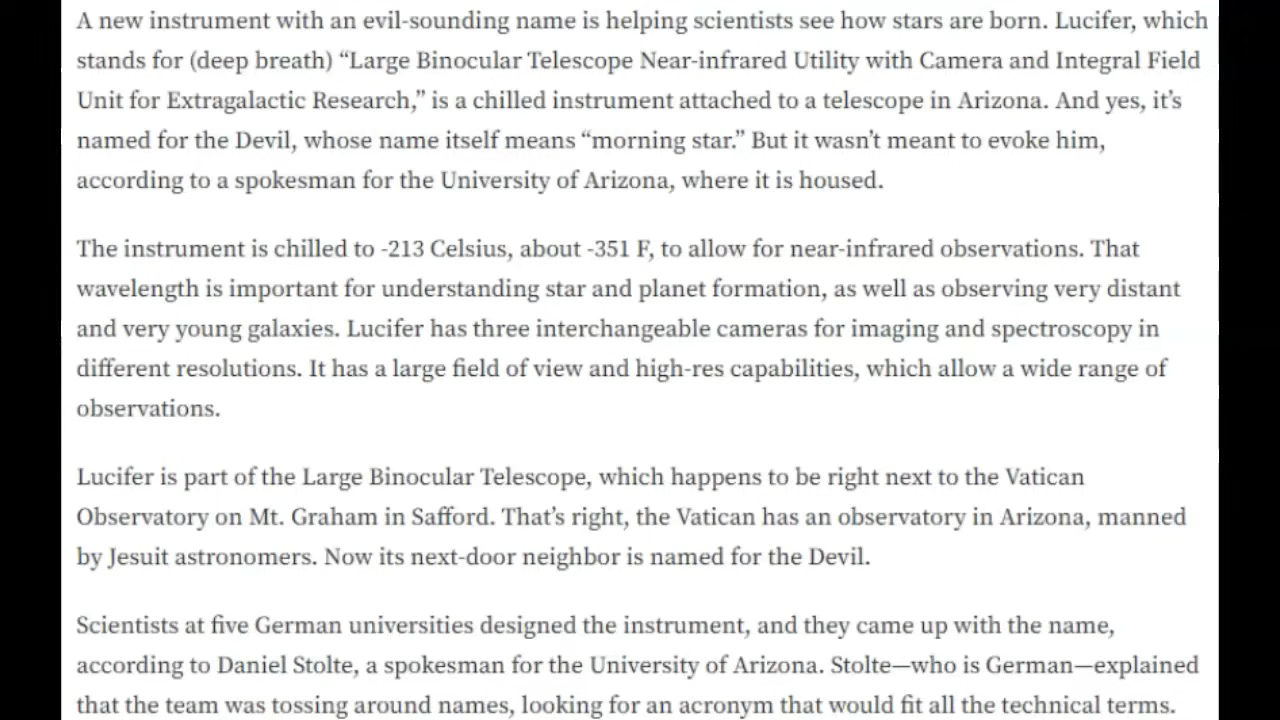 A new instrument with an evil-sounding name is helping scientists see how stars are born. Lucifer, which
stands for (deep breath) “Large Binocular Telescope Near-infrared Utility with Camera and Integral Field
Unit for Extragalactic Research,” is a chilled instrument attached to a telescope in Arizona. And yes, it’s
named for the Devil, whose name itself means “morning star.” But it wasn’t meant to evoke him,
according to a spokesman for the University of Arizona, where it is housed.
The instrument is chilled to -213 Celsius, about -351 F, to allow for near-infrared observations. That
wavelength is important for understanding star and planet formation, as well as observing very distant
and very young galaxies. Lucifer has three interchangeable cameras for imaging and spectroscopy in
different resolutions. It has a large field of view and high-res capabilities, which allow a wide range of
observations.
Lucifer is part of the Large Binocular Telescope, which happens to be right next to the Vatican
Observatory on Mt. Graham in Safford. That’s right, the Vatican has an observatory in Arizona, manned
by Jesuit astronomers. Now its next-door neighbor is named for the Devil.
Scientists at five German universities designed the instrument, and they came up with the name,
according to Daniel Stolte, a spokesman for the University of Arizona. Stolte—who is German—explained
that the team was tossing around names, looking for an acronym that would fit all the technical terms.